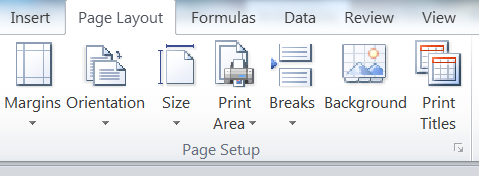 Insert Page Layout Formulas Data Review View
Margins Orientation Size Print Area Breaks Background Print Titles
Page Setup